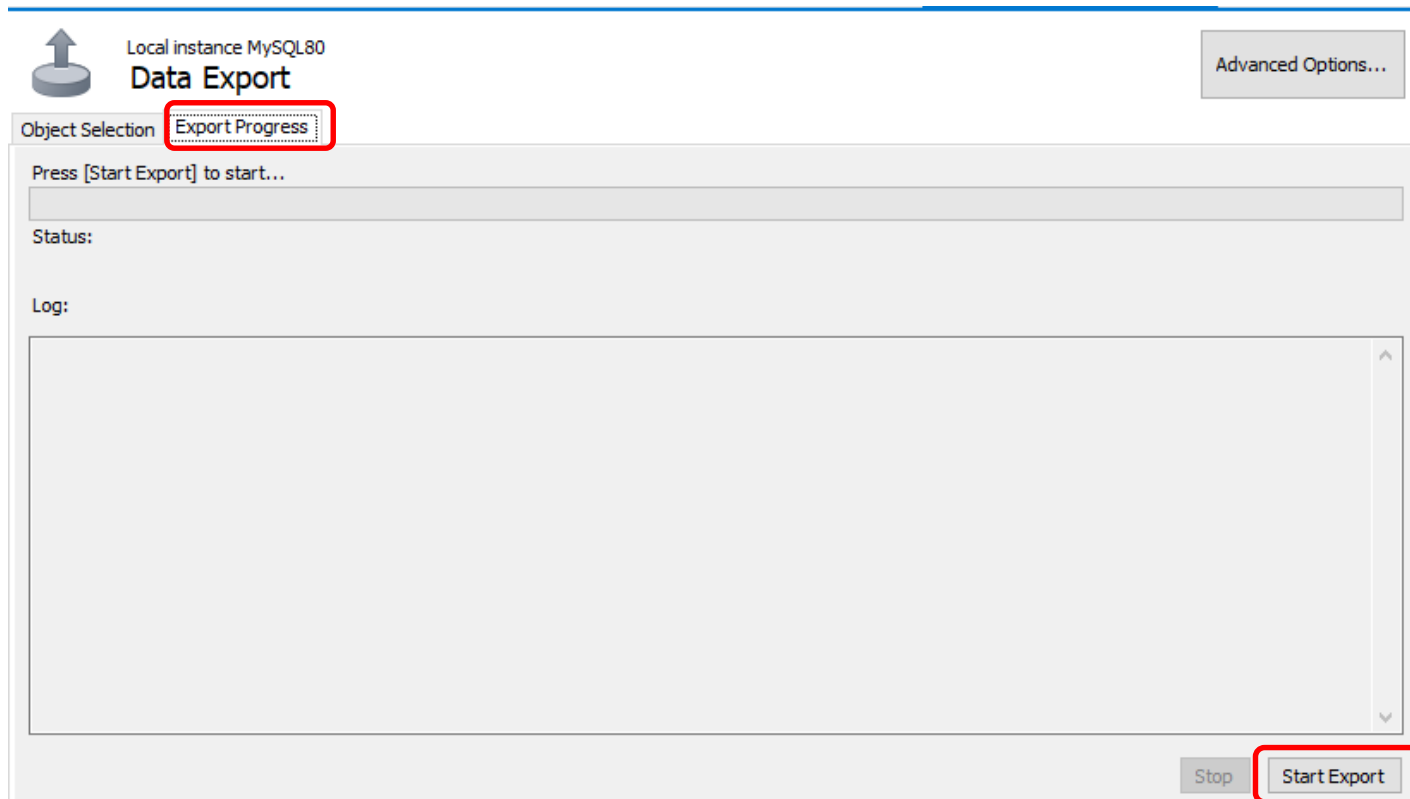 Local instance MySQL80
Data Export
Advanced Options...
Object Selection
Export Progress
Press [Start Export] to start...
Status:
Log:
Stop
Start Export